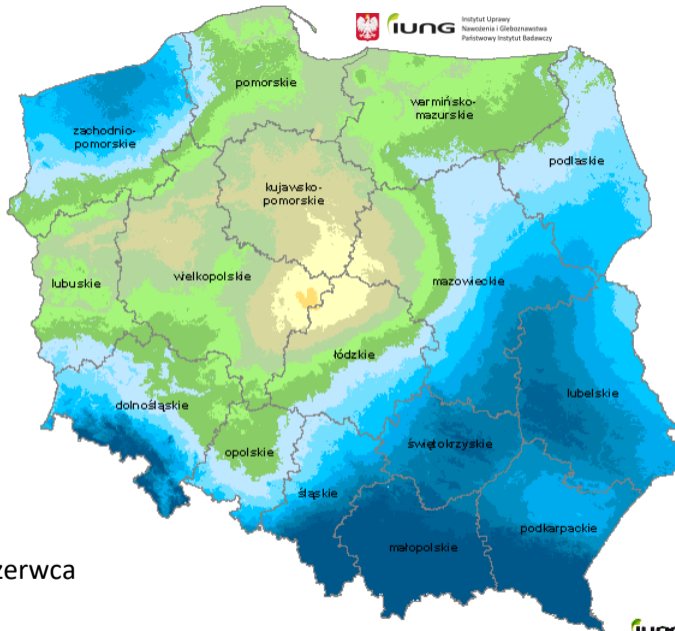 IUNG
Instytut Uprawy
Nawożenia i Gleboznawstwa
Państwowy Instytut Badawczy
pomorskie
warmińsko-
mazurskie
zachodnio-
pomorskie
podlaskie
kujawsko-
pomorskie
lubuskie
wielkopolskie
mazowieckie
łódzkie
lubelskie
dolnośląskie
opolskie
świętokrzyskie
śląskie
podkarpackie
małopolskie
zerwca